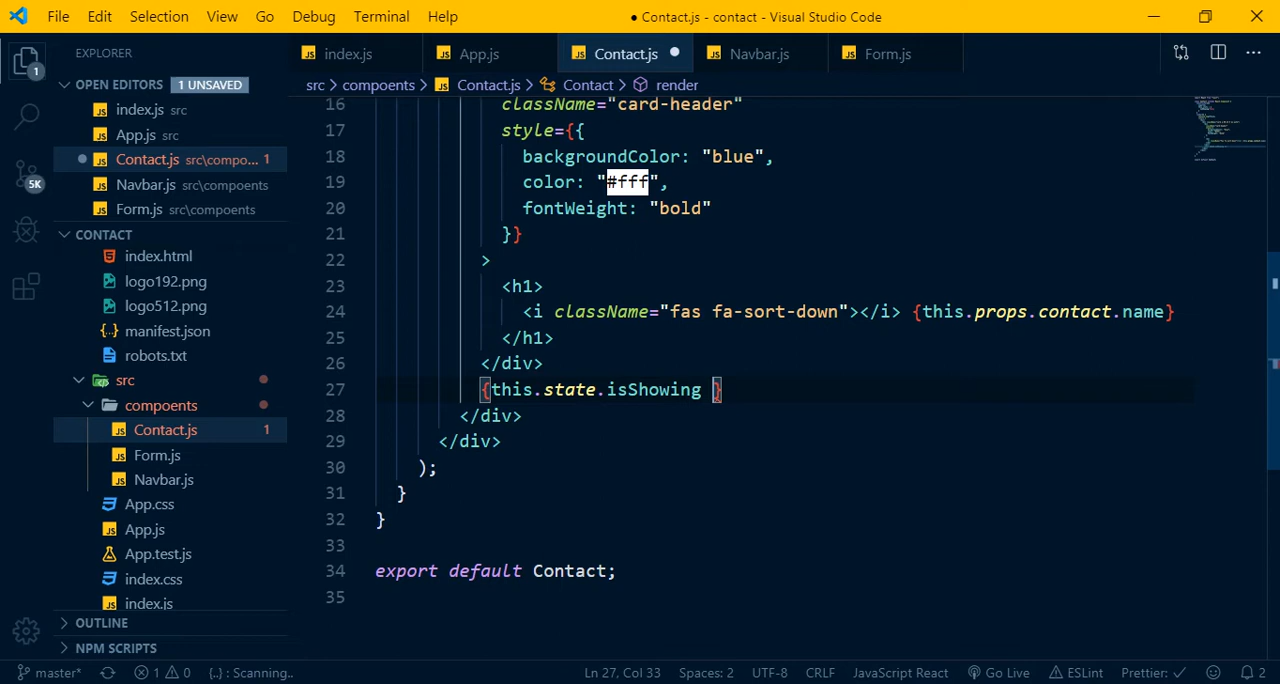 File Edit Selection View Go Debug Terminal Help
● Contact.js - contact - Visual Studio Code
1
5K
EXPLORER
OPEN EDITORS 1 UNSAVED
index.js src
App.js src
Contact.js src\compo... 1
Navbar.js src\compoents
Form.js src\compoents
CONTACT
index.html
logo192.png
logo512.png
manifest.json
robots.txt
src
compoents
Contact.js 1
Form.js
Navbar.js
App.css
App.js
App.test.js
index.css
index.js
OUTLINE
NPM SCRIPTS
index.js App.js Contact.js Navbar.js Form.js
src > compoents > Contact.js > Contact > render
16 className="card-header"
17 style={{
18 backgroundColor: "blue",
19 color: "#fff",
20 fontWeight: "bold"
21 }}
22 >
23 <h1>
24 <i className="fas fa-sort-down"></i> {this.props.contact.name}
25 </h1>
26 </div>
27 {this.state.isShowing }
28 </div>
29 </div>
30 );
31 }
32 }
33
34 export default Contact;
35
master* 1 0 {..} : Scanning.. Ln 27, Col 33 Spaces: 2 UTF-8 CRLF JavaScript React Go Live ESLint Prettier: ✓ 2